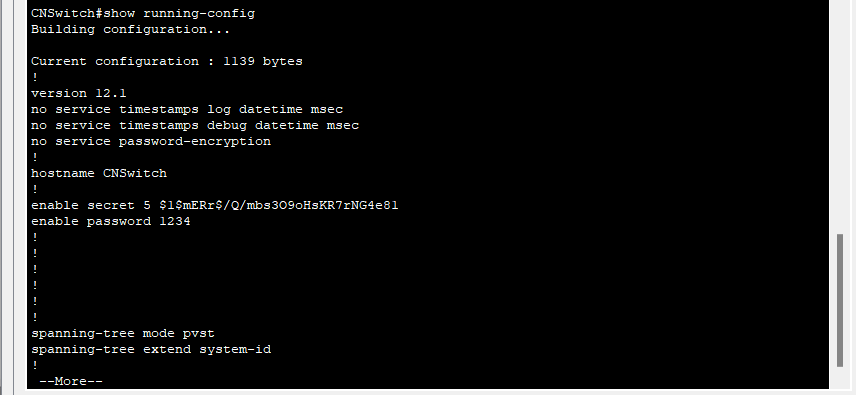 CNSwitch#show running-config
Building configuration...
Current configuration : 1139 bytes
!
version 12.1
no service timestamps log datetime msec
no service timestamps debug datetime msec
no service password-encryption
!
hostname CNSwitch
!
enable secret 5 $1$mERr$/Q/mbs3O9oHsKR7rNG4e81
enable password 1234
!
!
!
!
!
!
spanning-tree mode pvst
spanning-tree extend system-id
!
--More--